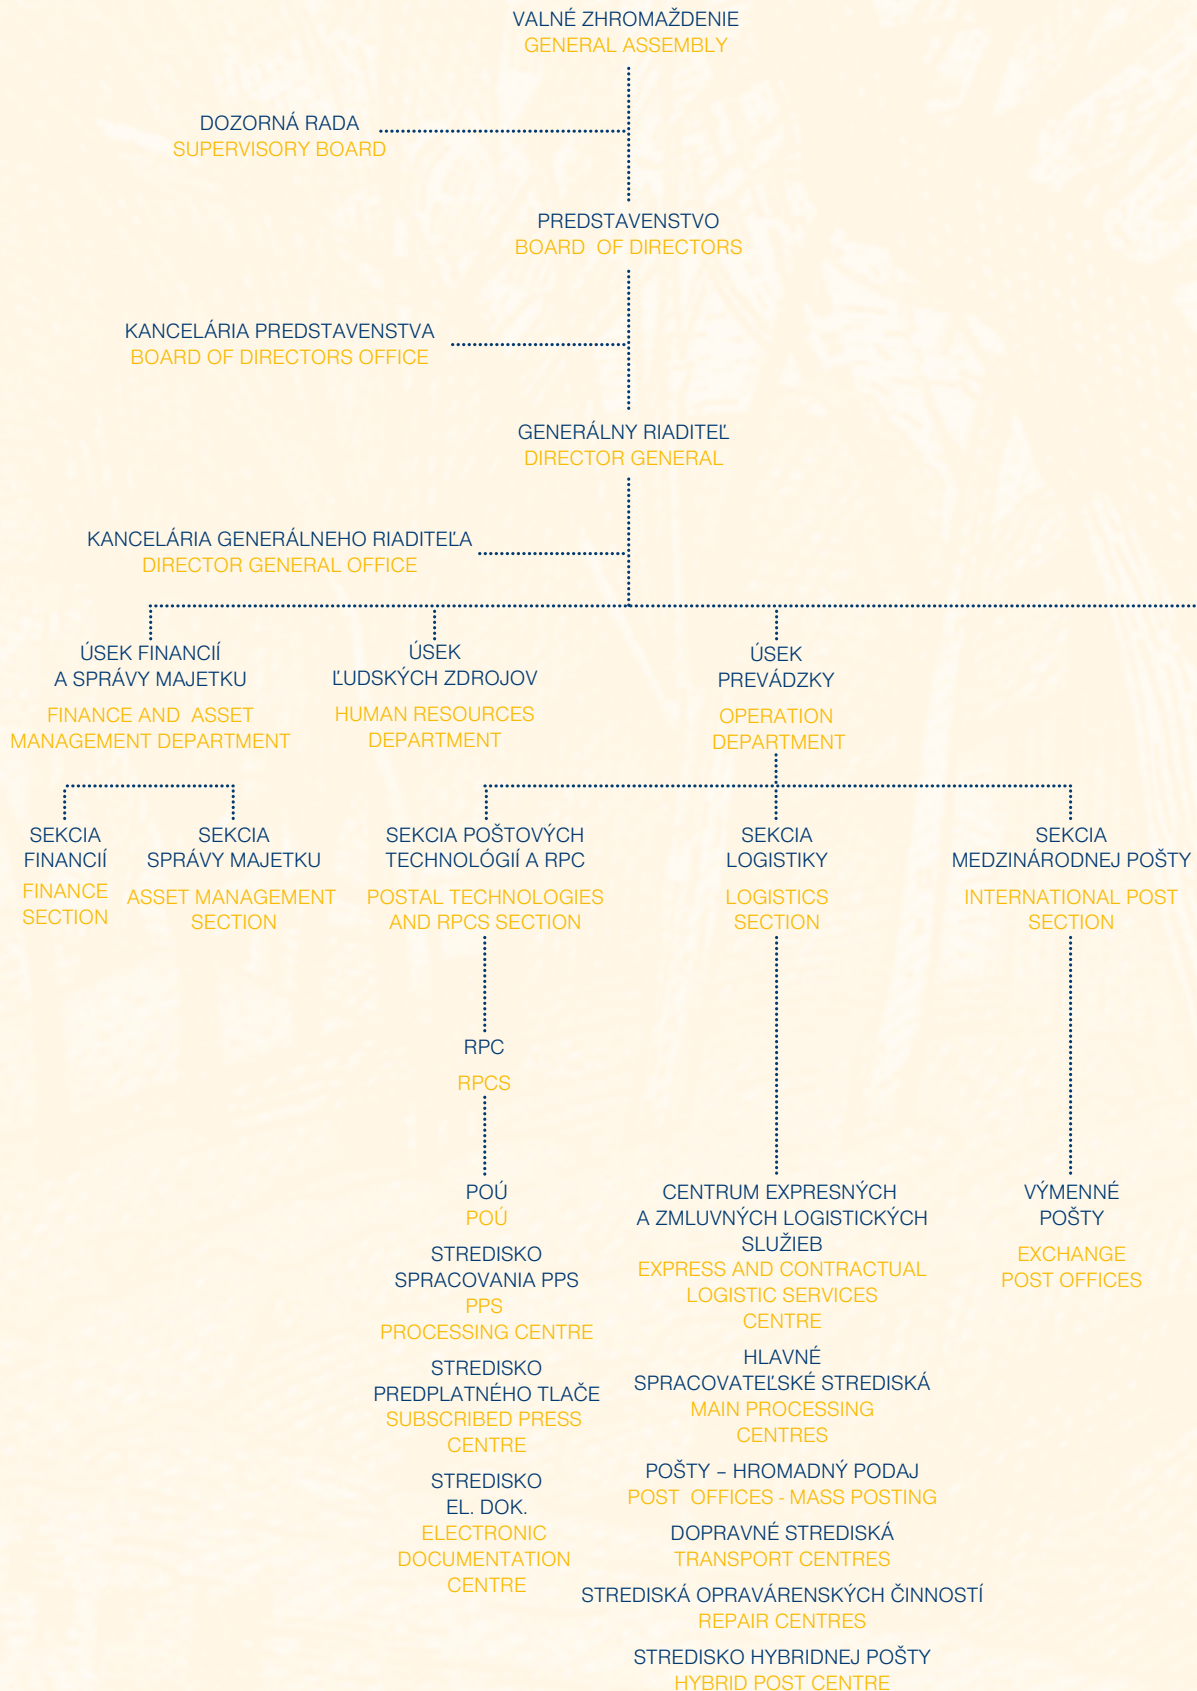 VALNÉ ZHROMAŽDENIE
GENERAL ASSEMBLY
DOZORNÁ RADA
SUPERVISORY BOARD
PREDSTAVENSTVO
BOARD OF DIRECTORS
KANCELÁRIA PREDSTAVENSTVA
BOARD OF DIRECTORS OFFICE
GENERÁLNY RIADITEĽ
DIRECTOR GENERAL
KANCELÁRIA GENERÁLNEHO RIADITEĽA
DIRECTOR GENERAL OFFICE
ÚSEK FINANCIÍ
A SPRÁVY MAJETKU
FINANCE AND ASSET
MANAGEMENT DEPARTMENT
ÚSEK
ĽUDSKÝCH ZDROJOV
HUMAN RESOURCES
DEPARTMENT
ÚSEK
PREVÁDZKY
OPERATION
DEPARTMENT
SEKCIA
FINANCIÍ
FINANCE
SECTION
SEKCIA
SPRÁVY MAJETKU
ASSET MANAGEMENT
SECTION
SEKCIA POŠTOVÝCH
TECHNOLÓGIÍ A RPC
POSTAL TECHNOLOGIES
AND RPCS SECTION
SEKCIA
LOGISTIKY
LOGISTICS
SECTION
SEKCIA
MEDZINÁRODNEJ POŠTY
INTERNATIONAL POST
SECTION
RPC
RPCS
POÚ
POÚ
STREDISKO
SPRACOVANIA PPS
PPS
PROCESSING CENTRE
STREDISKO
PREDPLATNÉHO TLAČE
SUBSCRIBED PRESS
CENTRE
STREDISKO
EL. DOK.
ELECTRONIC
DOCUMENTATION
CENTRE
CENTRUM EXPRESNÝCH
A ZMLUVNÝCH LOGISTICKÝCH
SLUŽIEB
EXPRESS AND CONTRACTUAL
LOGISTIC SERVICES
CENTRE
HLAVNÉ
SPRACOVATEĽSKÉ STREDISKÁ
MAIN PROCESSING
CENTRES
POŠTY – HROMADNÝ PODAJ
POST OFFICES - MASS POSTING
DOPRAVNÉ STREDISKÁ
TRANSPORT CENTRES
STREDISKÁ OPRAVÁRENSKÝCH ČINNOSTÍ
REPAIR CENTRES
STREDISKO HYBRIDNEJ POŠTY
HYBRID POST CENTRE
VÝMENNÉ
POŠTY
EXCHANGE
POST OFFICES